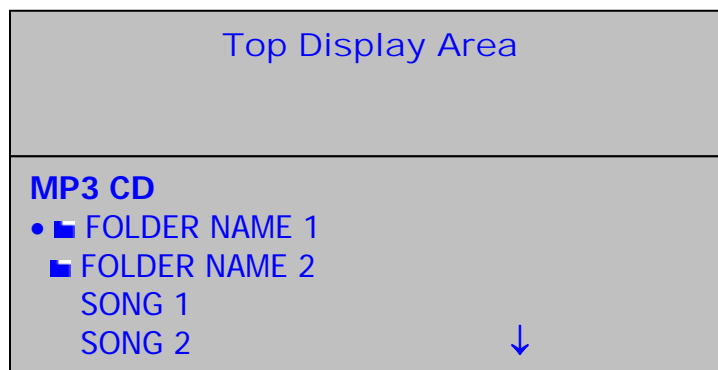 Top Display Area
MP3 CD
• FOLDER NAME 1
FOLDER NAME 2
SONG 1
SONG 2 ↓